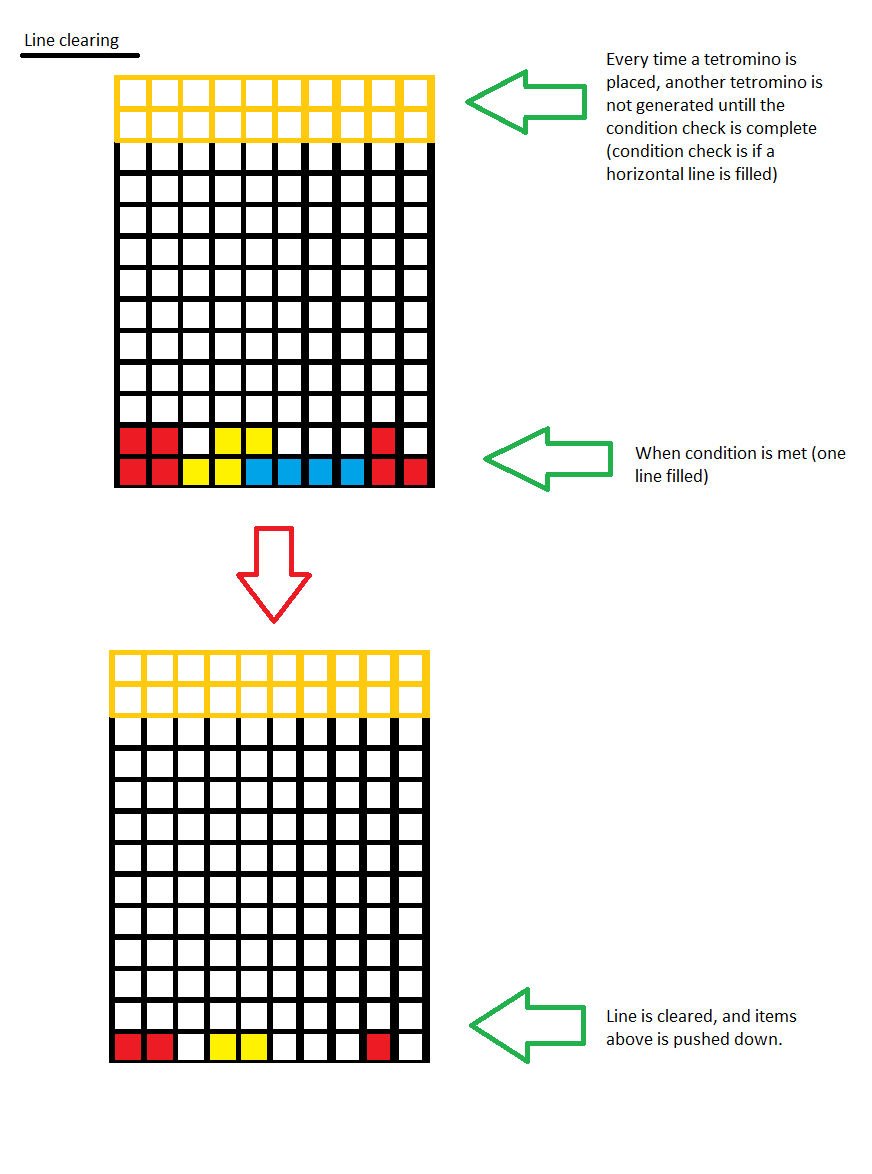 Line clearing
Every time a tetromino is
placed, another tetromino is
not generated untill the
condition check is complete
(condition check is if a
horizontal line is filled)
When condition is met (one
line filled)
Line is cleared, and items
above is pushed down.